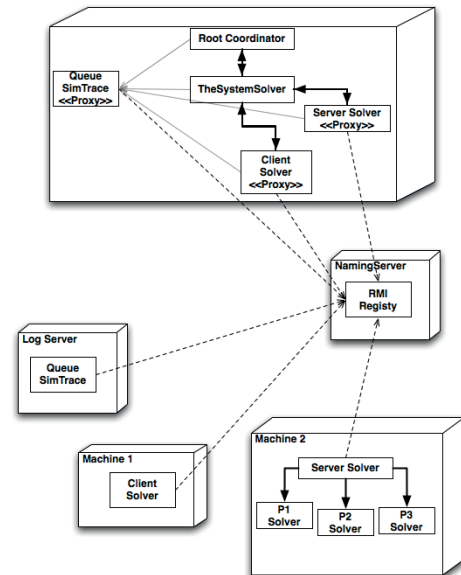 Root Coordinator
Queue
SimTrace
<<Proxy>>
TheSystemSolver
Server Solver
<<Proxy>>
Client
Solver
<<Proxy>>
NamingServer
RMI
Registy
Log Server
Queue
SimTrace
Machine 1
Client
Solver
Machine 2
Server Solver
P1
Solver
P2
Solver
P3
Solver